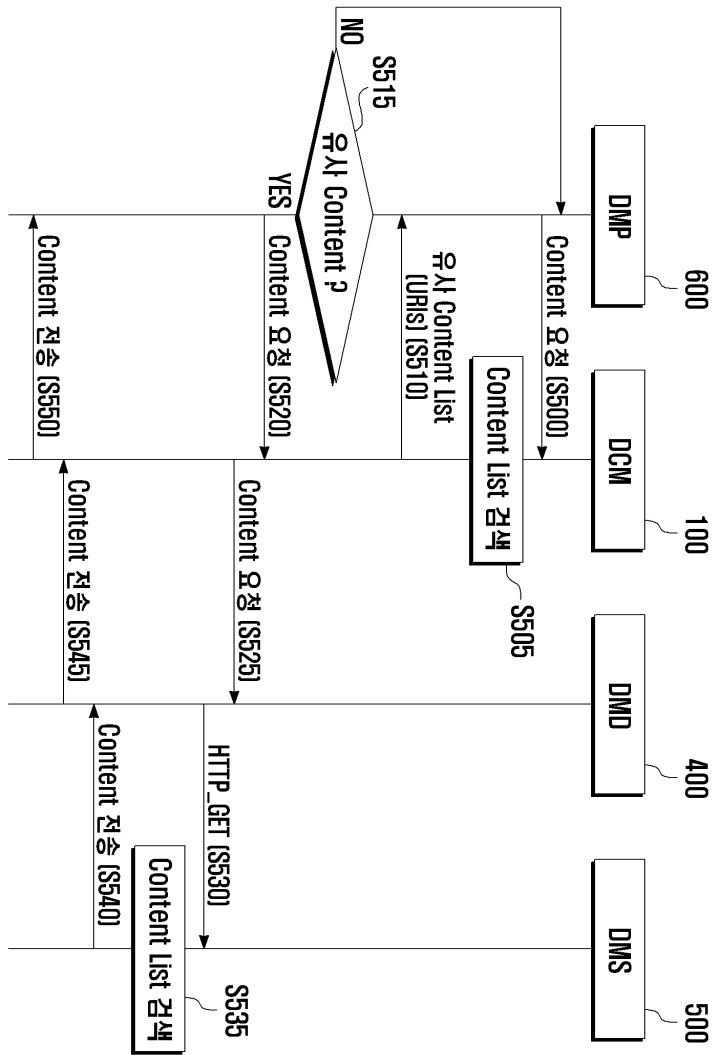 600
100
400
500
DMP
DCM
DMD
DMS
Content 요청 (S500)
Content List 검색
S505
유사 Content List
(URIs) (S510)
S515
유사 Content ?
NO
YES
Content 요청 (S520)
Content 요청 (S525)
HTTP_GET (S530)
Content List 검색
S535
Content 전송 (S540)
Content 전송 (S545)
Content 전송 (S550)